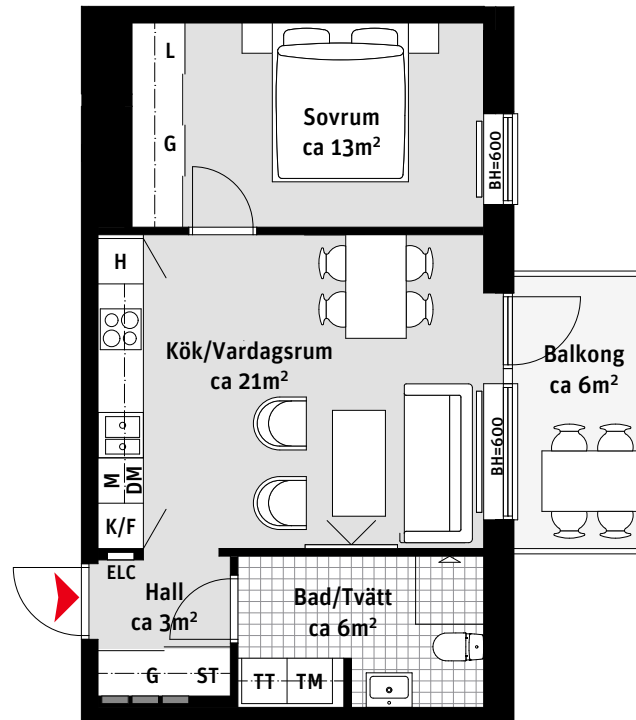 L
G
Sovrum
ca 13m²
BH=600
H
Kök/Vardagsrum
ca 21m²
Balkong
ca 6m²
BH=600
M
DM
K/F
ELC
Hall
ca 3m²
Bad/Tvätt
ca 6m²
G
ST
TT
TM